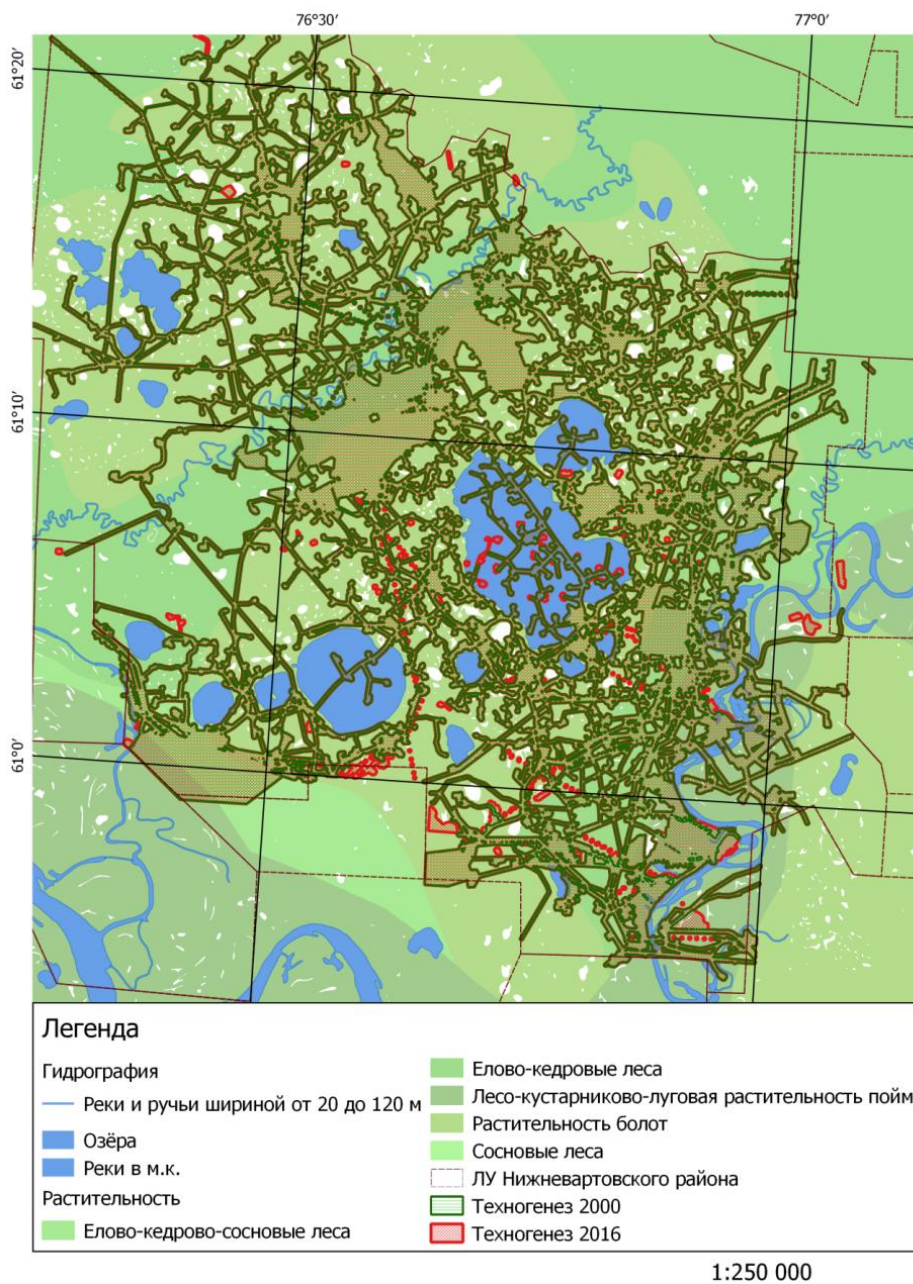 76°30′ 77°0′
61°20′
61°10′
61°0′
Легенда
Гидрография
Реки и ручьи шириной от 20 до 120 м
Озёра
Реки в м.к.
Растительность
Елово-кедрово-сосновые леса
Елово-кедровые леса
Лесо-кустарниково-луговая растительность пойм
Растительность болот
Сосновые леса
ЛУ Нижневартовского района
Техногенез 2000
Техногенез 2016
1:250 000